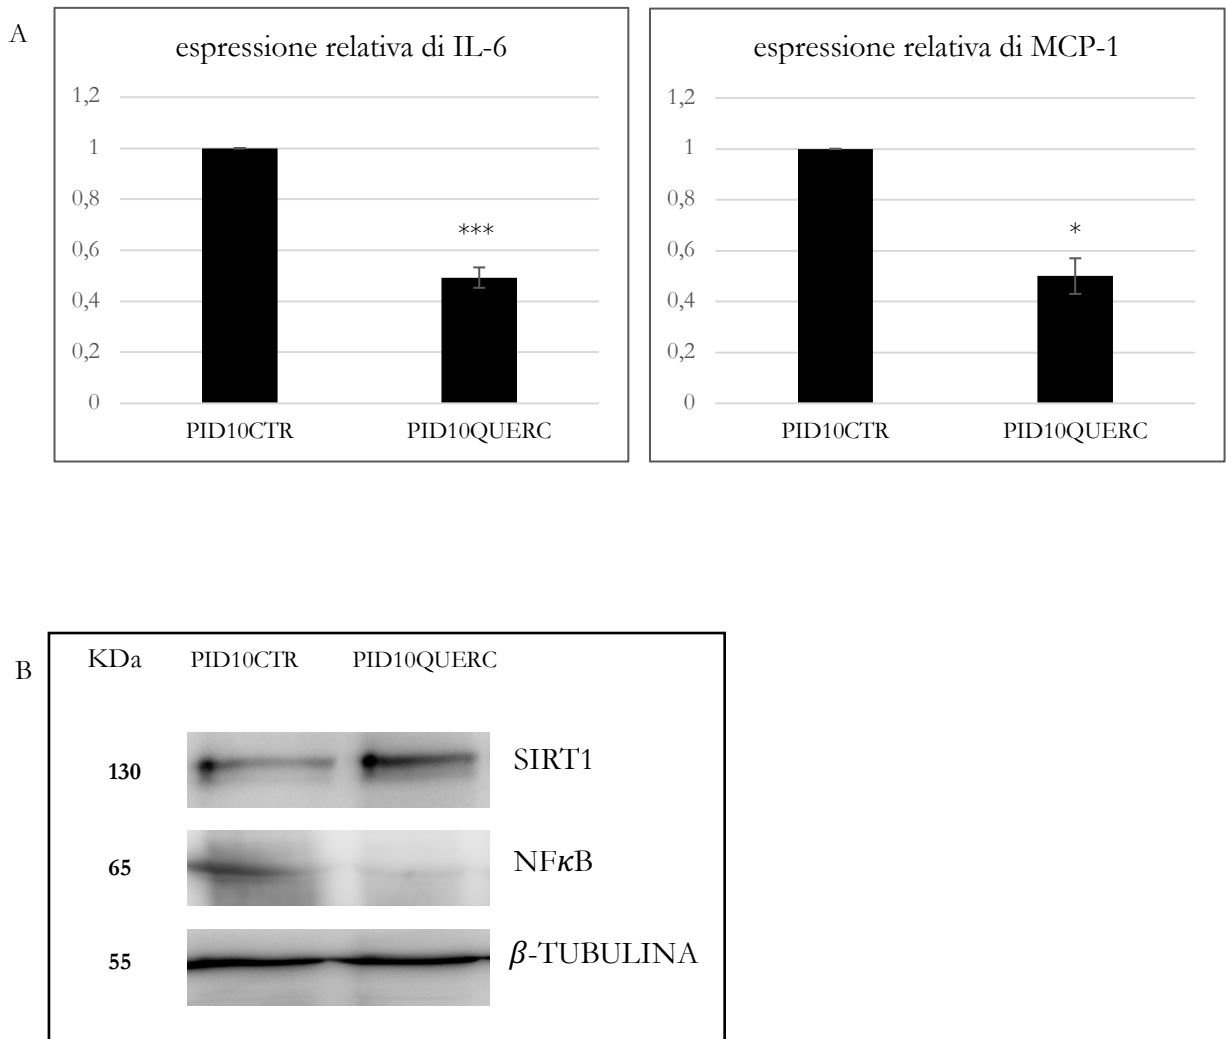 A
espressione relativa di IL-6
1,2
1
0,8
0,6
0,4
0,2
0
***
PID10CTR PID10QUERC
espressione relativa di MCP-1
1,2
1
0,8
0,6
0,4
0,2
0
*
PID10CTR PID10QUERC
B
KDa PID10CTR PID10QUERC
130 SIRT1
65 NFκB
55 β-TUBULINA